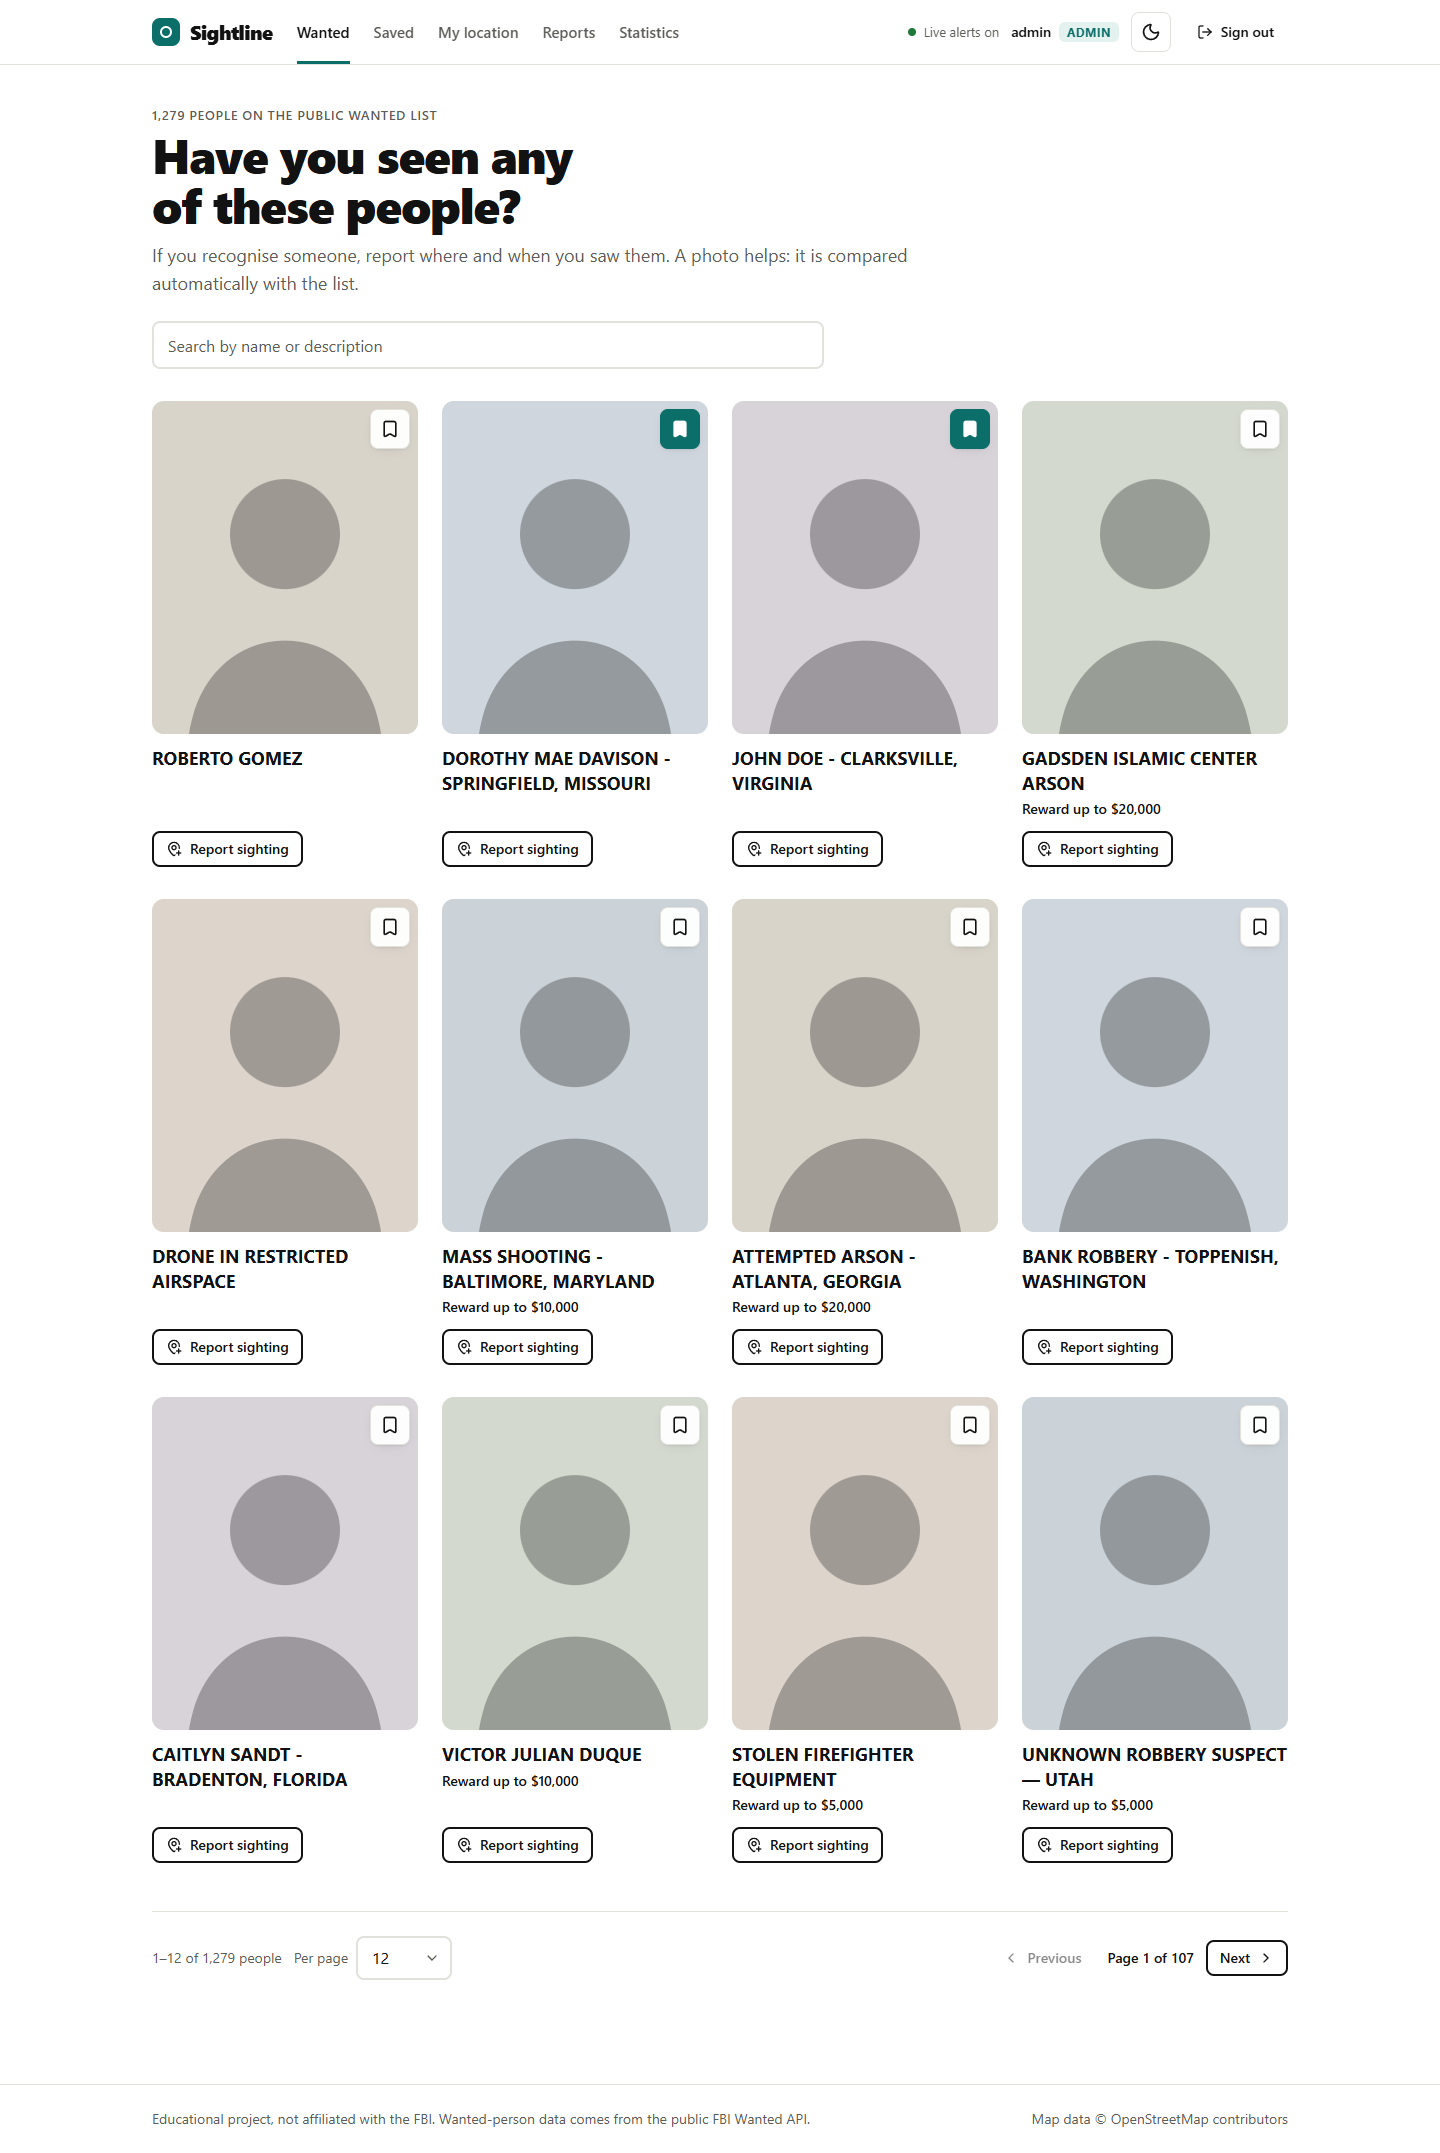 Sightline
Wanted
Saved
My location
Reports
Statistics
Live alerts on
admin
ADMIN
Sign out
1,279 PEOPLE ON THE PUBLIC WANTED LIST
Have you seen any
of these people?
If you recognise someone, report where and when you saw them. A photo helps: it is compared
automatically with the list.
Search by name or description
ROBERTO GOMEZ
Report sighting
DOROTHY MAE DAVISON -
SPRINGFIELD, MISSOURI
Report sighting
JOHN DOE - CLARKSVILLE,
VIRGINIA
Report sighting
GADSDEN ISLAMIC CENTER
ARSON
Reward up to $20,000
Report sighting
DRONE IN RESTRICTED
AIRSPACE
Report sighting
MASS SHOOTING -
BALTIMORE, MARYLAND
Reward up to $10,000
Report sighting
ATTEMPTED ARSON -
ATLANTA, GEORGIA
Reward up to $20,000
Report sighting
BANK ROBBERY - TOPPENISH,
WASHINGTON
Report sighting
CAITLYN SANDT -
BRADENTON, FLORIDA
Report sighting
VICTOR JULIAN DUQUE
Reward up to $10,000
Report sighting
STOLEN FIREFIGHTER
EQUIPMENT
Reward up to $5,000
Report sighting
UNKNOWN ROBBERY SUSPECT
— UTAH
Reward up to $5,000
Report sighting
1–12 of 1,279 people
Per page
12
Previous
Page 1 of 107
Next
Educational project, not affiliated with the FBI. Wanted-person data comes from the public FBI Wanted API.
Map data © OpenStreetMap contributors